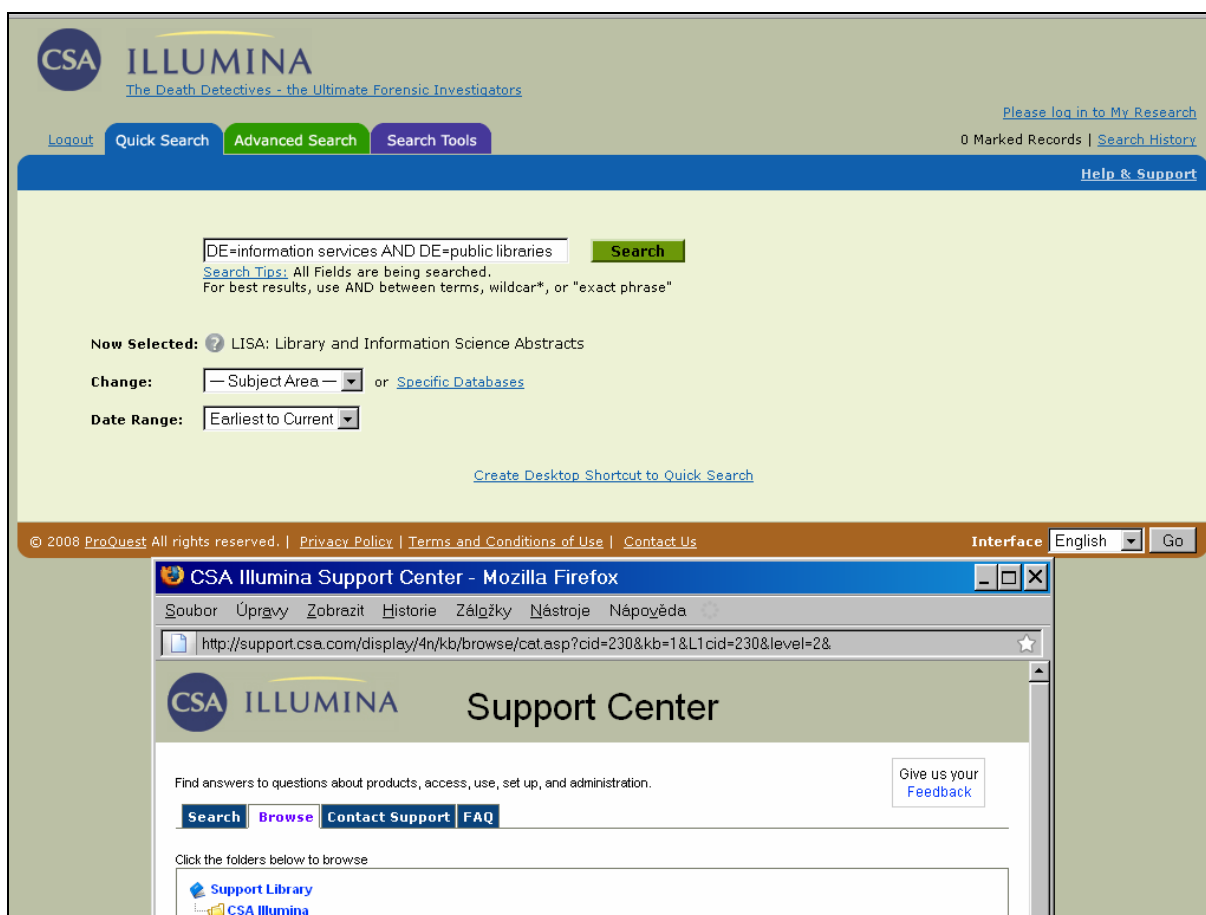 CSA ILLUMINA
The Death Detectives - the Ultimate Forensic Investigators
Please log in to My Research
Logout Quick Search Advanced Search Search Tools 0 Marked Records | Search History
Help & Support
DE=information services AND DE=public libraries Search
Search Tips: All Fields are being searched.
For best results, use AND between terms, wildcar*, or "exact phrase"
Now Selected: ? LISA: Library and Information Science Abstracts
Change: — Subject Area — or Specific Databases
Date Range: Earliest to Current
Create Desktop Shortcut to Quick Search
© 2008 ProQuest All rights reserved. | Privacy Policy | Terms and Conditions of Use | Contact Us Interface English Go
CSA Illumina Support Center - Mozilla Firefox
Soubor Úpravy Zobrazit Historie Záložky Nástroje Nápověda
http://support.csa.com/display/4n/kb/browse/cat.asp?cid=230&kb=1&L1cid=230&level=2&
CSA ILLUMINA Support Center
Find answers to questions about products, access, use, set up, and administration.
Give us your
Feedback
Search Browse Contact Support FAQ
Click the folders below to browse
Support Library
CSA Illumina